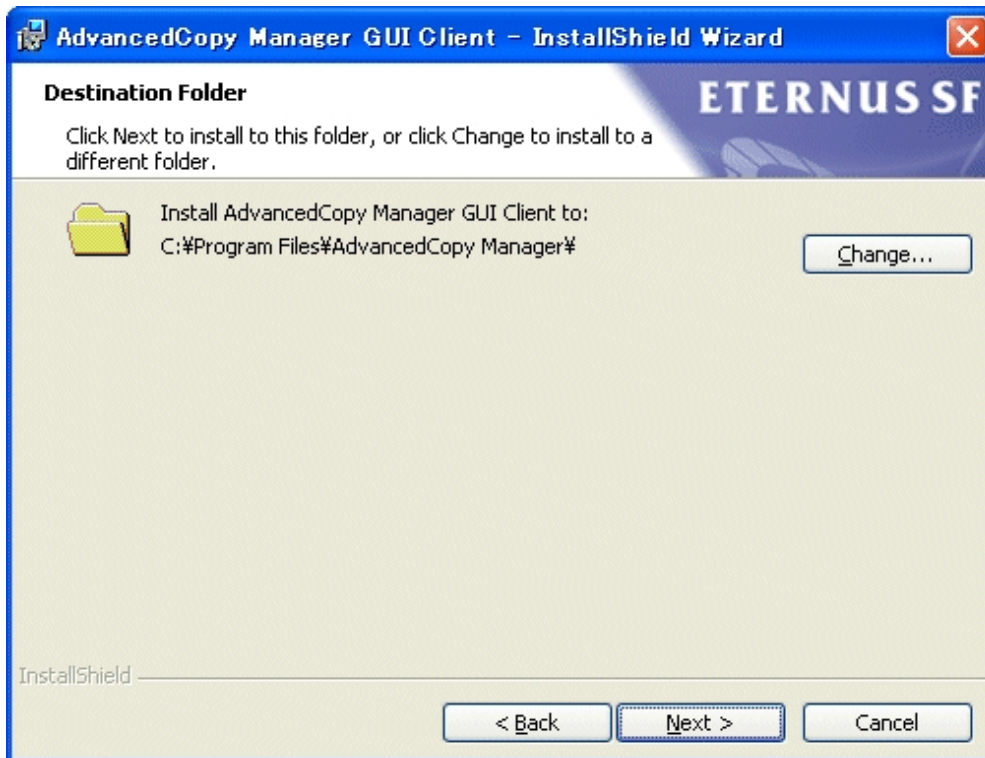 AdvancedCopy Manager GUI Client - InstallShield Wizard
Destination Folder
ETERNUS SF
Click Next to install to this folder, or click Change to install to a
different folder.
Install AdvancedCopy Manager GUI Client to:
C:¥Program Files¥AdvancedCopy Manager¥
Change...
InstallShield
< Back
Next >
Cancel